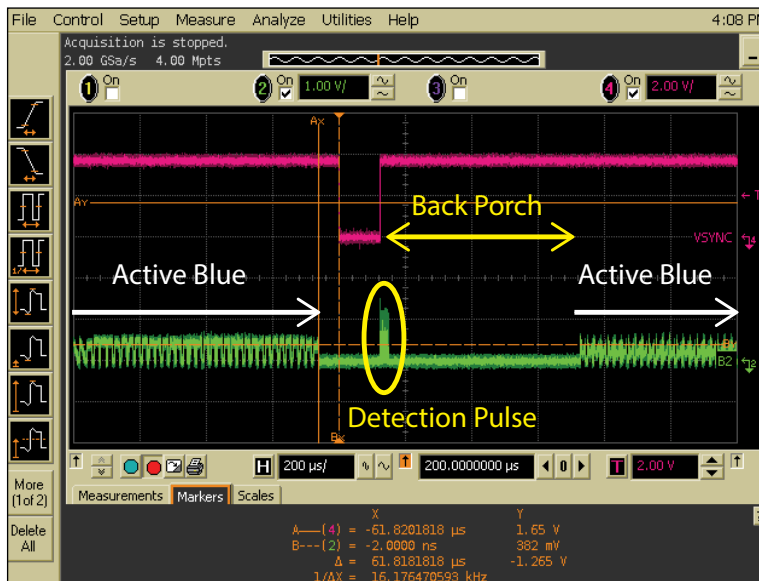 File Control Setup Measure Analyze Utilities Help 4:08 PM
Acquisition is stopped.
2.00 GSa/s 4.00 Mpts
1 On 2 On 1.00 V/ 3 On 4 On 2.00 V/
Ax
Ay
T
Back Porch
VSYNC 4
Active Blue Active Blue
B2 2
Detection Pulse
Bx
H 200 µs/ 200.0000000 µs 0 T 2.00 V
More
(1of 2)
Delete
All
Measurements Markers Scales
X Y
A——(4) = -61.8201818 µs 1.65 V
B---(2) = -2.0000 ns 382 mV
Δ = 61.8181818 µs -1.265 V
1/ΔX = 16.176470593 kHz